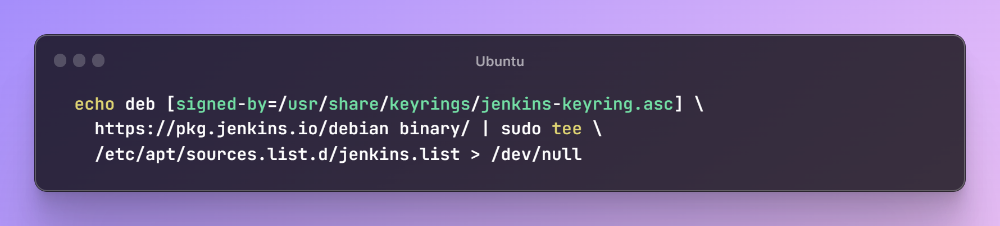 Ubuntu
echo deb [signed-by=/usr/share/keyrings/jenkins-keyring.asc] \
https://pkg.jenkins.io/debian binary/ | sudo tee \
/etc/apt/sources.list.d/jenkins.list > /dev/null